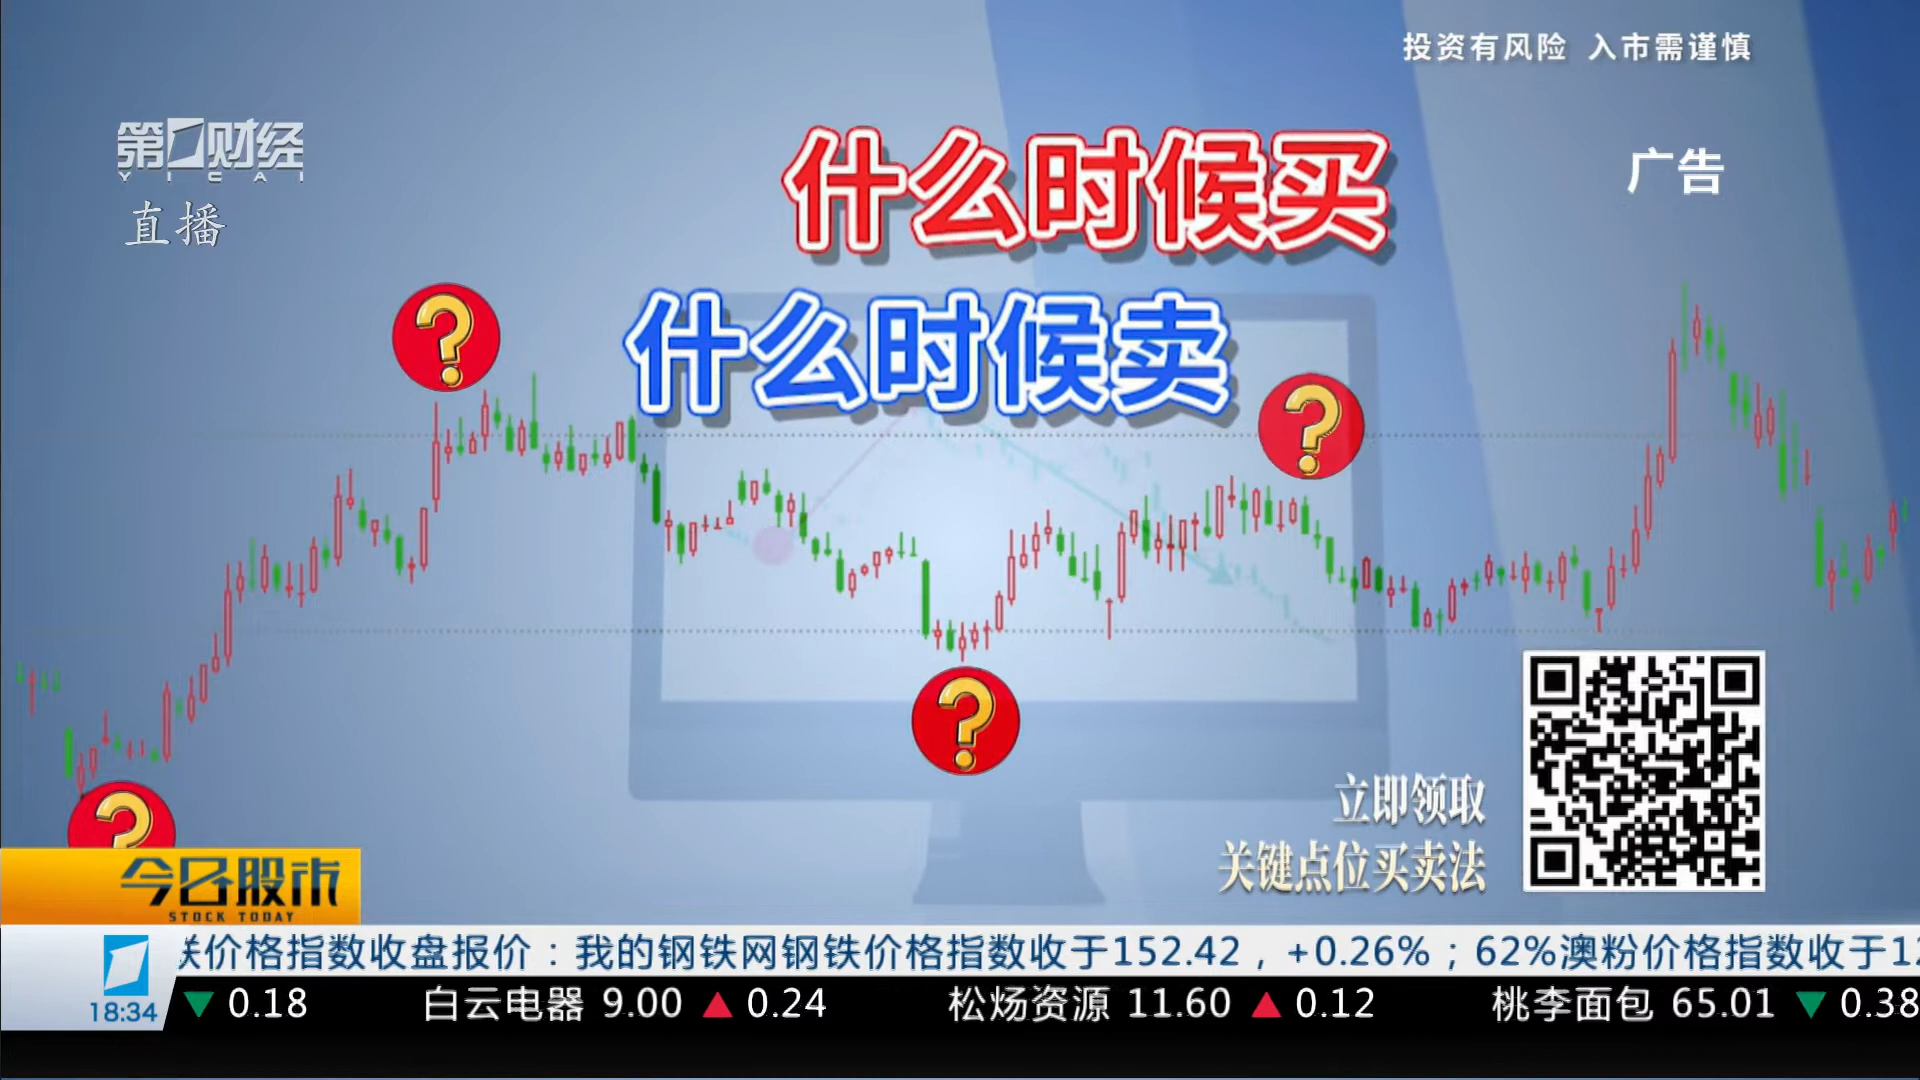 投资有风险 入市需谨慎
第一财经
YICAI
直播
广告
什么时候买
什么时候卖
立即领取
关键点位买卖法
今日股市
STOCK TODAY
价格指数收盘报价：我的钢铁网钢铁价格指数收于152.42，+0.26%；62%澳粉价格指数收于12
18:34
▼ 0.18 白云电器 9.00 ▲ 0.24 松炀资源 11.60 ▲ 0.12 桃李面包 65.01 ▼ 0.38